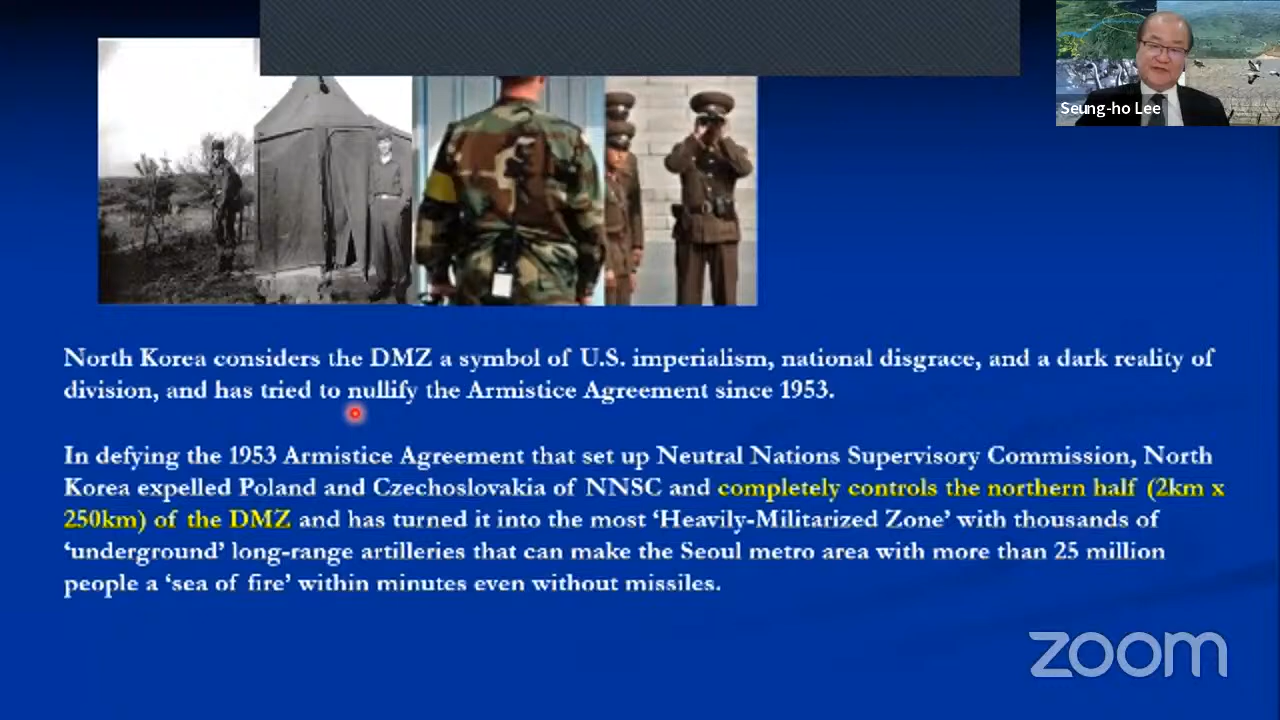 Seung-ho Lee
North Korea considers the DMZ a symbol of U.S. imperialism, national disgrace, and a dark reality of
division, and has tried to nullify the Armistice Agreement since 1953.
In defying the 1953 Armistice Agreement that set up Neutral Nations Supervisory Commission, North
Korea expelled Poland and Czechoslovakia of NNSC and completely controls the northern half (2km x
250km) of the DMZ and has turned it into the most ‘Heavily-Militarized Zone’ with thousands of
‘underground’ long-range artilleries that can make the Seoul metro area with more than 25 million
people a ‘sea of fire’ within minutes even without missiles.
zoom